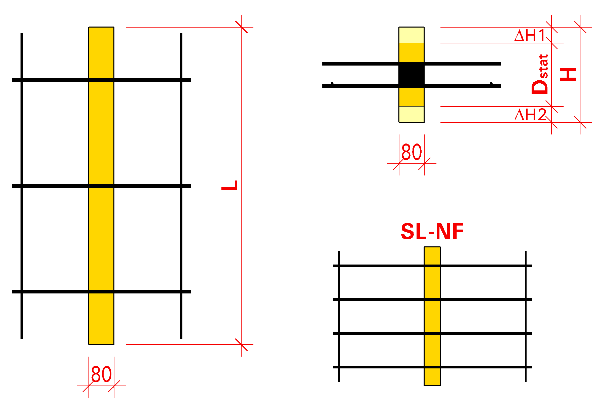 L
80
ΔH1
Dstat
H
ΔH2
80
SL-NF